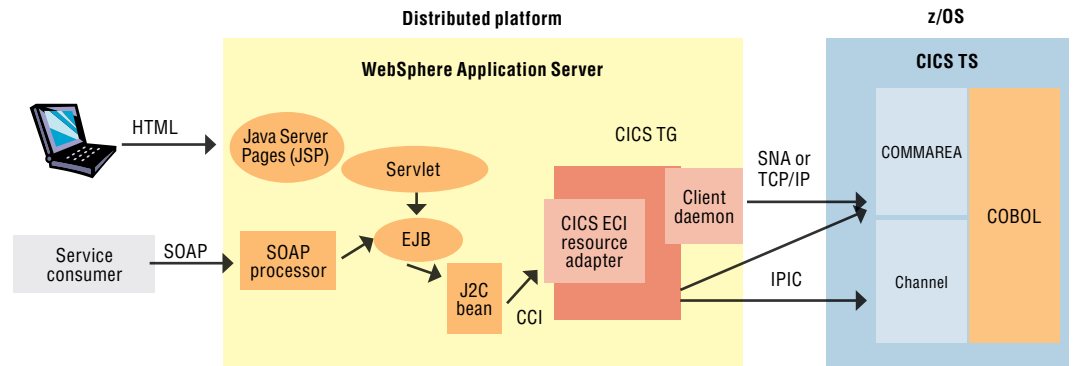 Distributed platform
z/OS
WebSphere Application Server
CICS TS
HTML
Java Server
Pages (JSP)
Servlet
CICS TG
SNA or
TCP/IP
COMMAREA
Client
daemon
CICS ECI
resource
adapter
COBOL
Service
consumer
SOAP
SOAP
processor
EJB
J2C
bean
CCI
IPIC
Channel